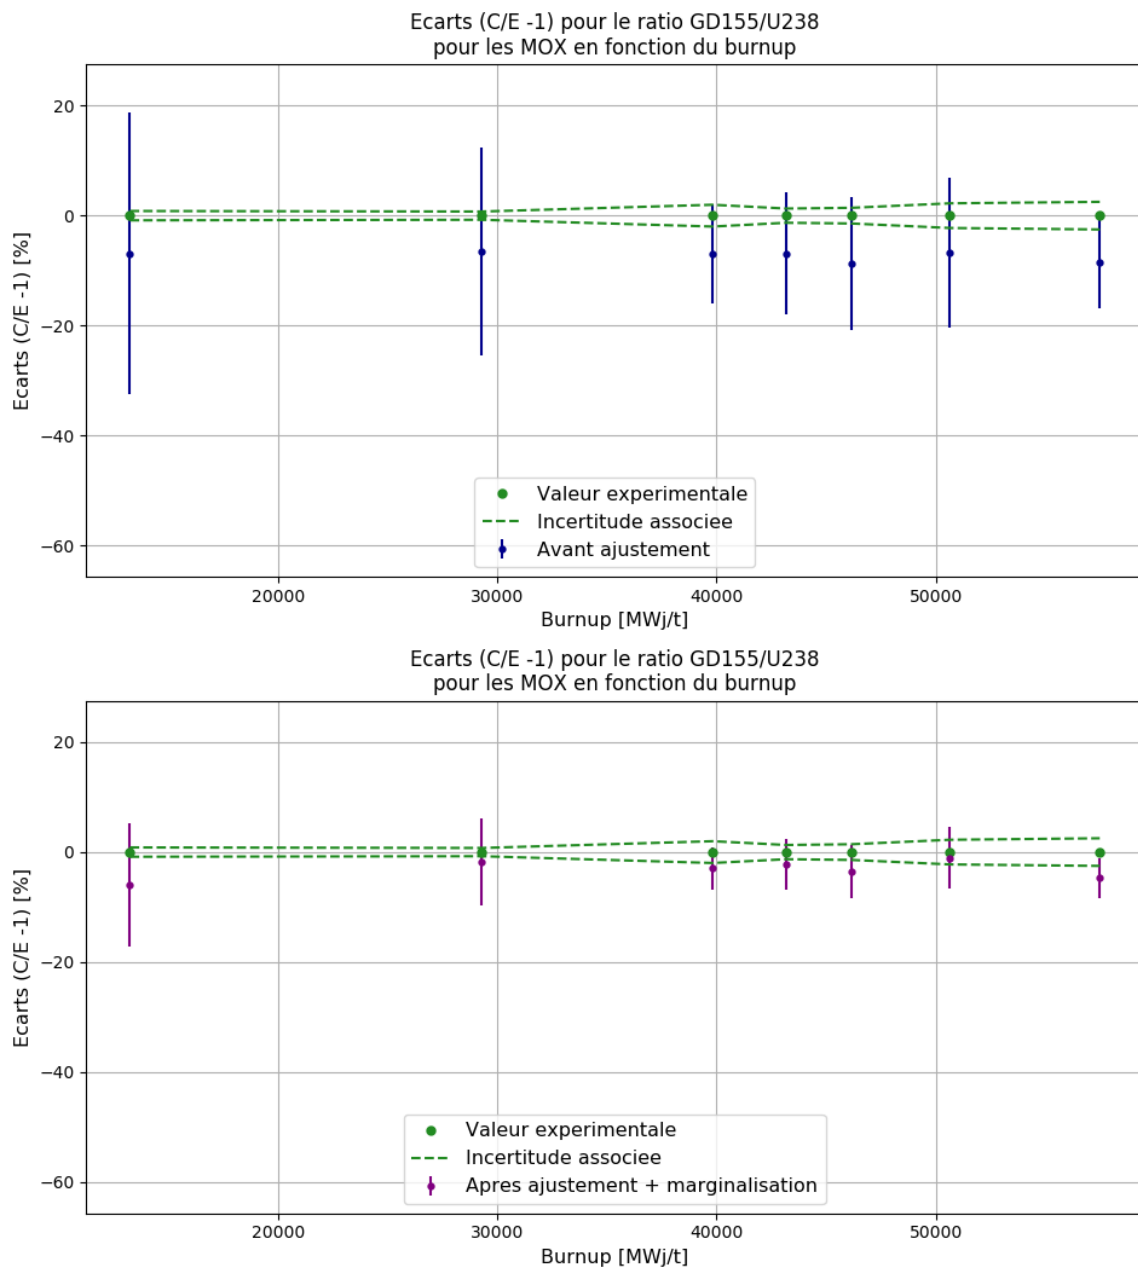 Ecarts (C/E -1) pour le ratio GD155/U238
pour les MOX en fonction du burnup
Ecarts (C/E -1) [%]
20
0
−20
−40
−60
Valeur experimentale
Incertitude associee
Avant ajustement
20000 30000 40000 50000
Burnup [MWj/t]
Ecarts (C/E -1) pour le ratio GD155/U238
pour les MOX en fonction du burnup
Ecarts (C/E -1) [%]
20
0
−20
−40
−60
Valeur experimentale
Incertitude associee
Apres ajustement + marginalisation
20000 30000 40000 50000
Burnup [MWj/t]